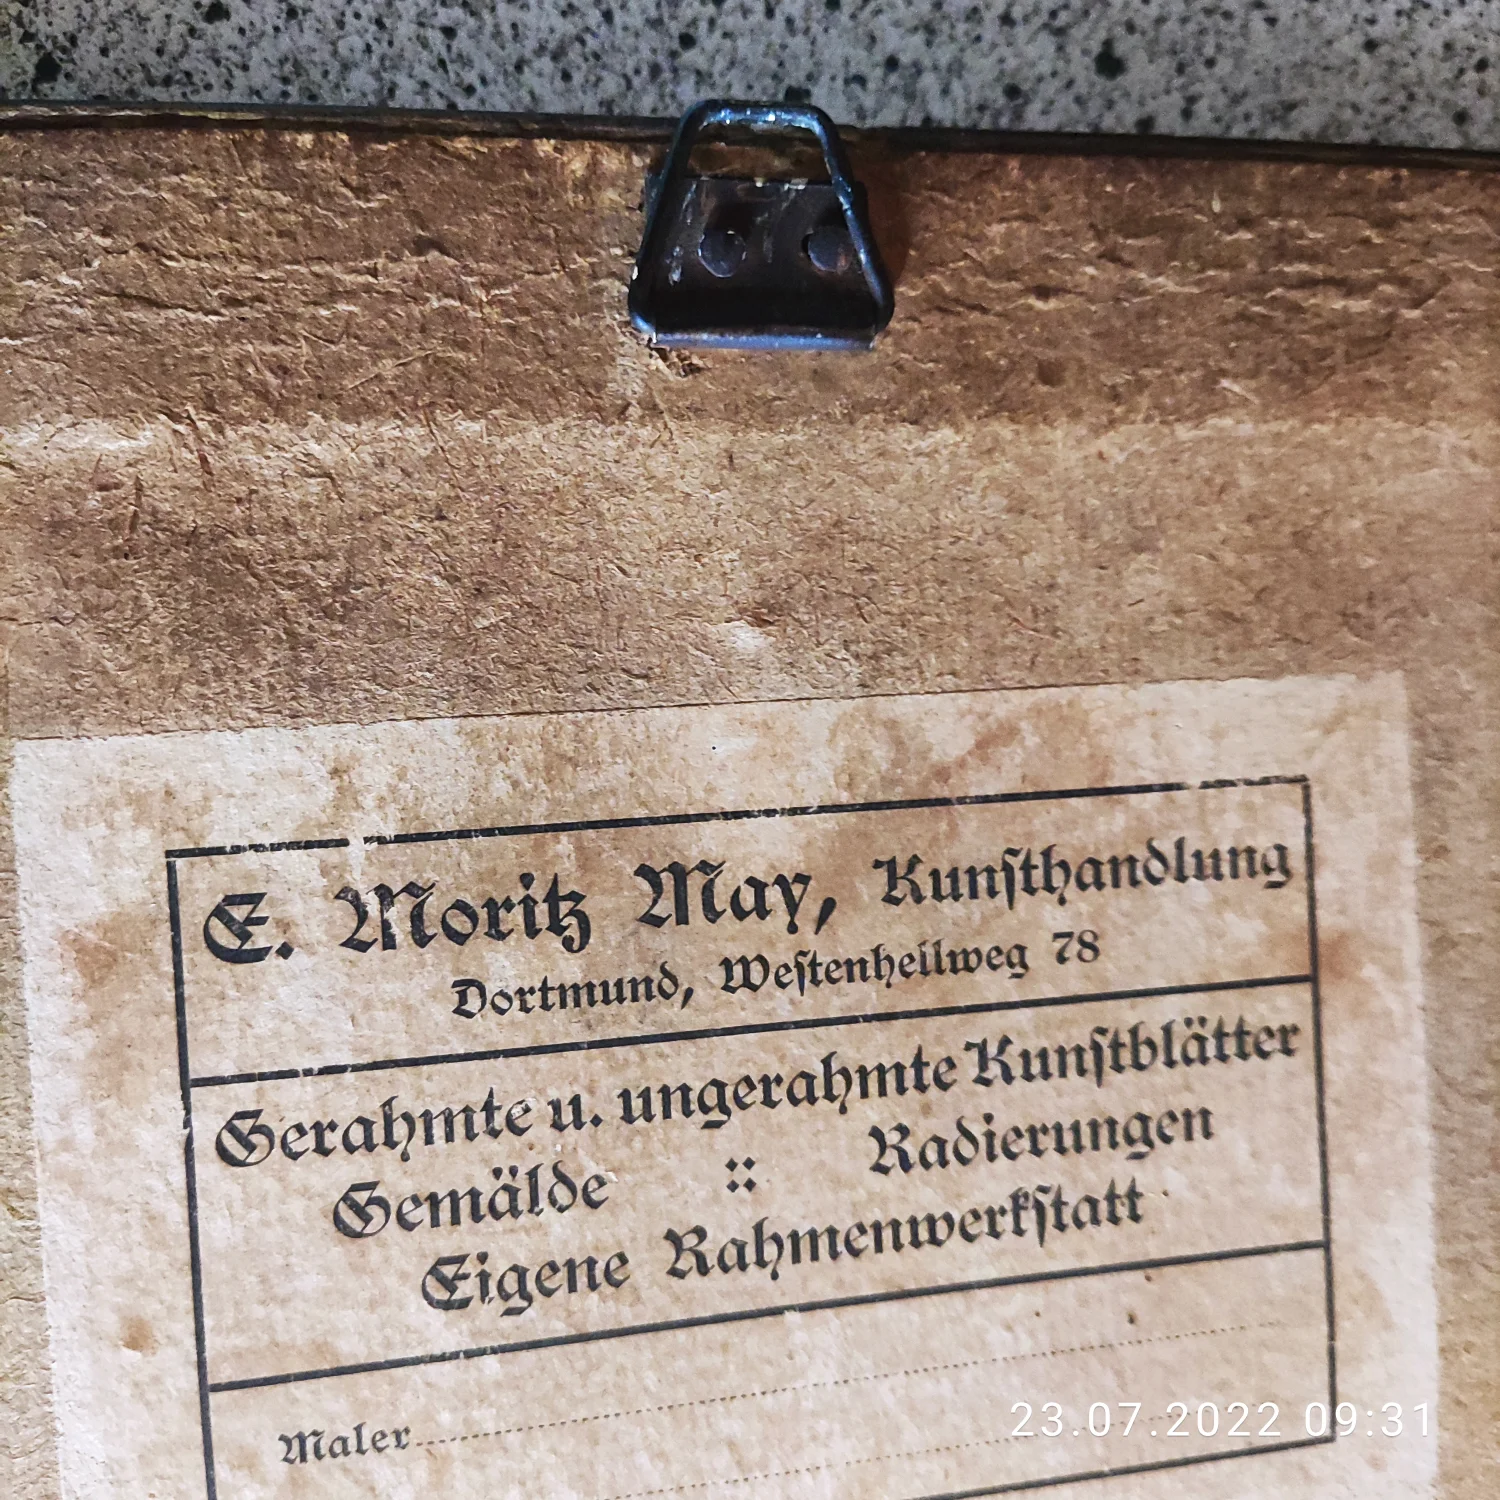 E. Moritz May, Kunſthandlung
Dortmund, Weſtenhellweg 78
Gerahmte u. ungerahmte Kunſtblätter
Gemälde :: Radierungen
Eigene Rahmenwerkſtatt
Maler
23.07.2022 09:31